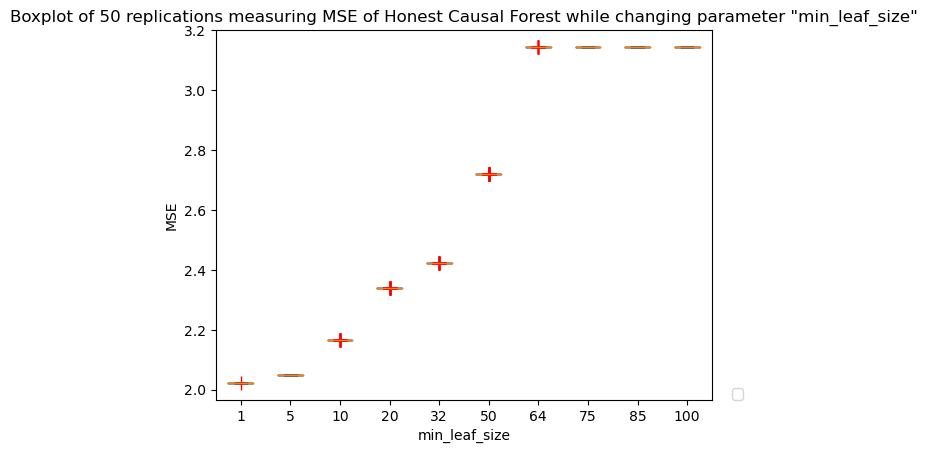 Boxplot of 50 replications measuring MSE of Honest Causal Forest while changing parameter "min_leaf_size"
3.2
3.0
2.8
2.6
2.4
2.2
2.0
MSE
1 5 10 20 32 50 64 75 85 100
min_leaf_size